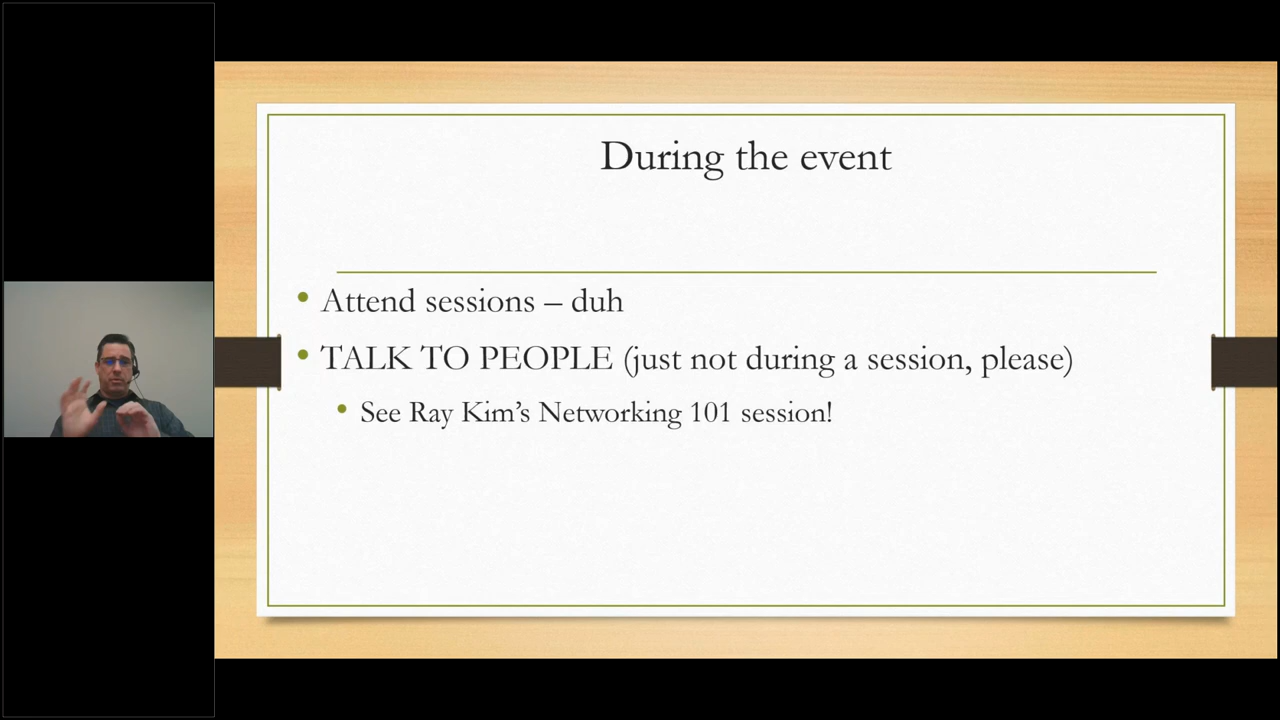 During the event
Attend sessions – duh
TALK TO PEOPLE (just not during a session, please)
See Ray Kim’s Networking 101 session!